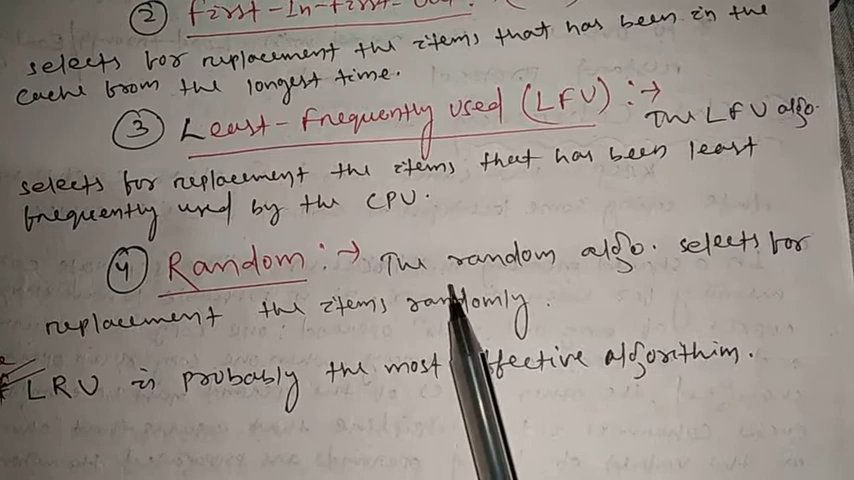 ② First-In-First-Out :
selects for replacement the items that has been in the
cache from the longest time.
③ Least-Frequently used (LFU) :→ The LFU algo.
selects for replacement the items that has been least
frequently used by the CPU.
④ Random :→ The random algo. selects for
replacement the items randomly.
LRU is probably the most effective algorithim.